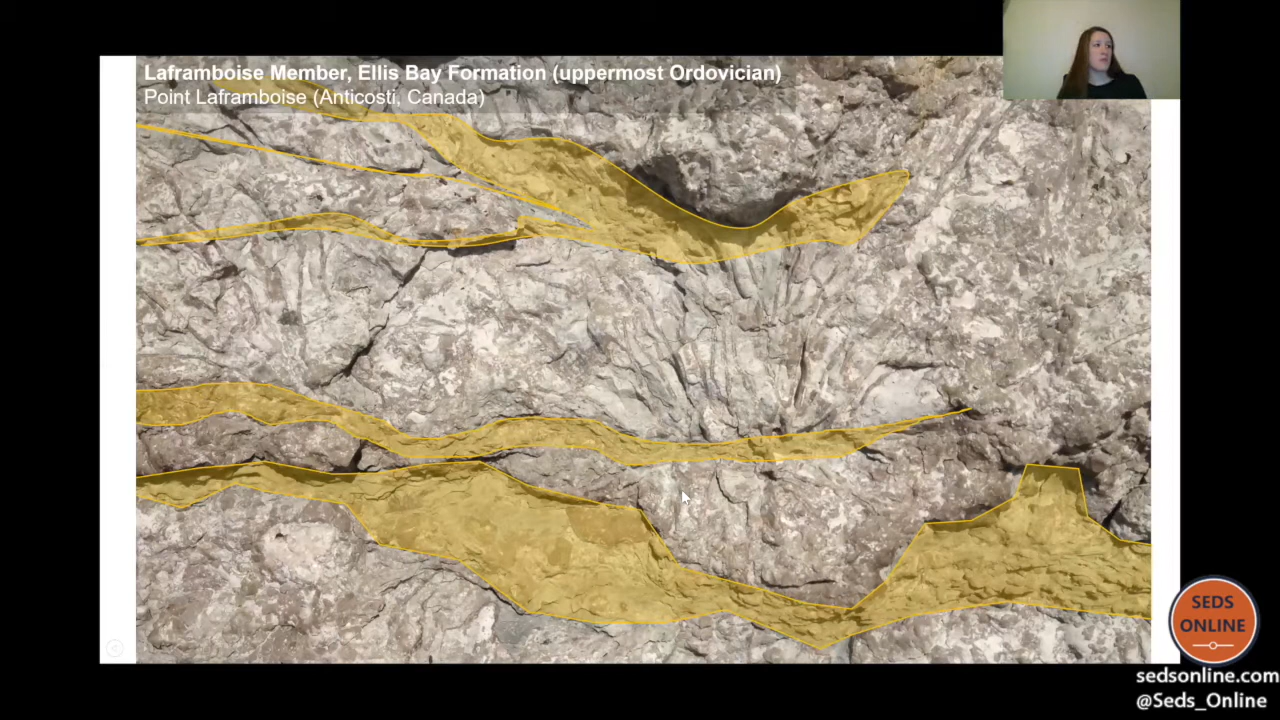 Laframboise Member, Ellis Bay Formation (uppermost Ordovician)
Point Laframboise (Anticosti, Canada)
SEDS
ONLINE
sedsonline.com
@Seds_Online